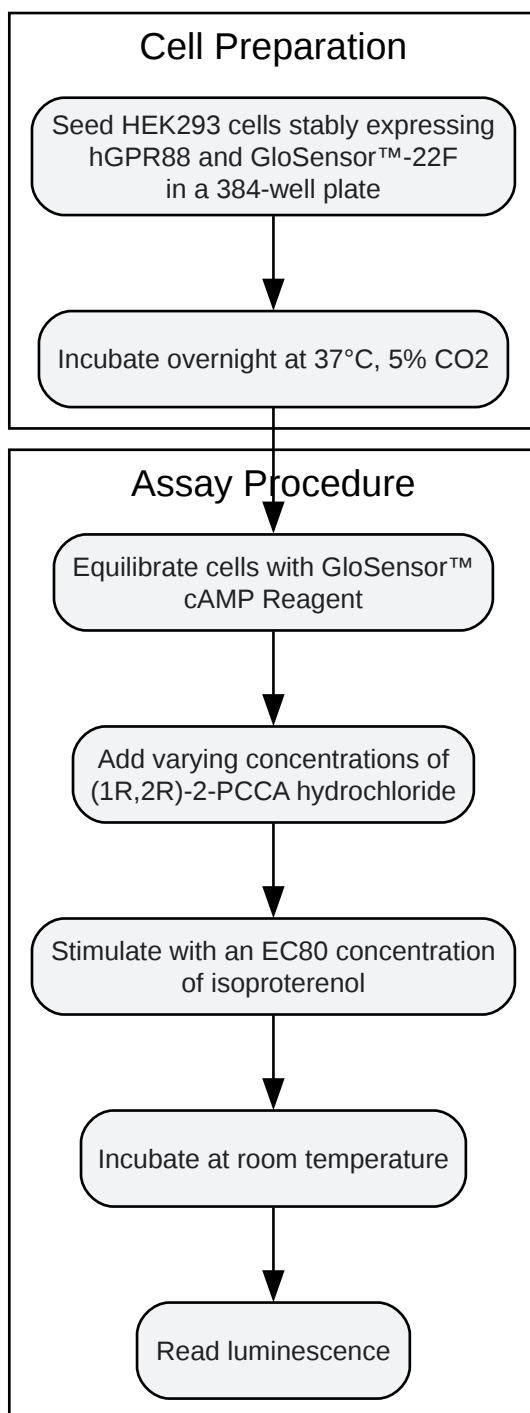 Cell Preparation
Seed HEK293 cells stably expressing
hGPR88 and GloSensor™-22F
in a 384-well plate
Incubate overnight at 37°C, 5% CO2
Assay Procedure
Equilibrate cells with GloSensor™
cAMP Reagent
Add varying concentrations of
(1R,2R)-2-PCCA hydrochloride
Stimulate with an EC80 concentration
of isoproterenol
Incubate at room temperature
Read luminescence